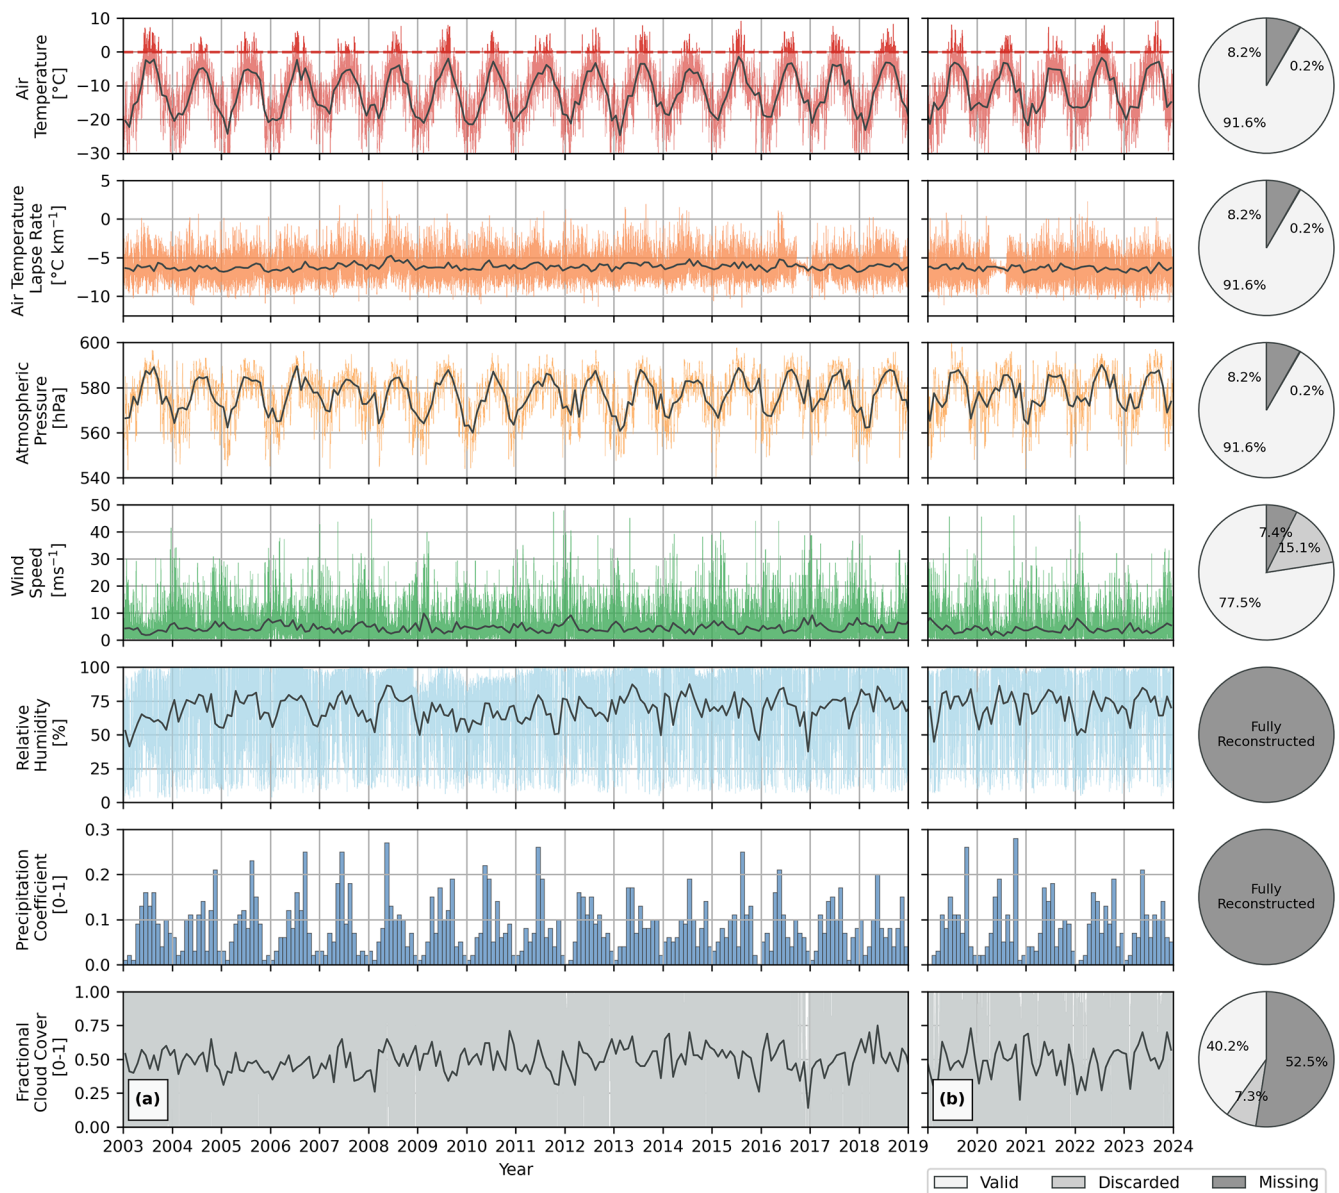 Air
Temperature
[°C]
10
0
−10
−20
−30
8.2%
0.2%
91.6%
Air Temperature
Lapse Rate
[°C km⁻¹]
5
0
−5
−10
8.2%
0.2%
91.6%
Atmospheric
Pressure
[hPa]
600
580
560
540
8.2%
0.2%
91.6%
Wind
Speed
[ms⁻¹]
50
40
30
20
10
0
7.4%
15.1%
77.5%
Relative
Humidity
[%]
100
75
50
25
0
Fully
Reconstructed
Precipitation
Coefficient
[0-1]
0.3
0.2
0.1
0.0
Fully
Reconstructed
Fractional
Cloud Cover
[0-1]
1.00
0.75
0.50
0.25
0.00
40.2%
52.5%
7.3%
(a)
(b)
2003 2004 2005 2006 2007 2008 2009 2010 2011 2012 2013 2014 2015 2016 2017 2018 2019 2020 2021 2022 2023 2024
Year
Valid Discarded Missing